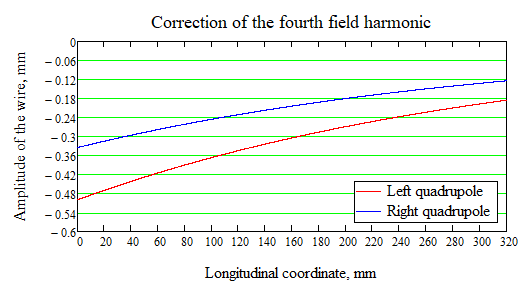 Correction of the fourth field harmonic
Amplitude of the wire, mm
0
− 0.06
− 0.12
− 0.18
− 0.24
− 0.3
− 0.36
− 0.42
− 0.48
− 0.54
− 0.6
Left quadrupole
Right quadrupole
0 20 40 60 80 100 120 140 160 180 200 220 240 260 280 300 320
Longitudinal coordinate, mm